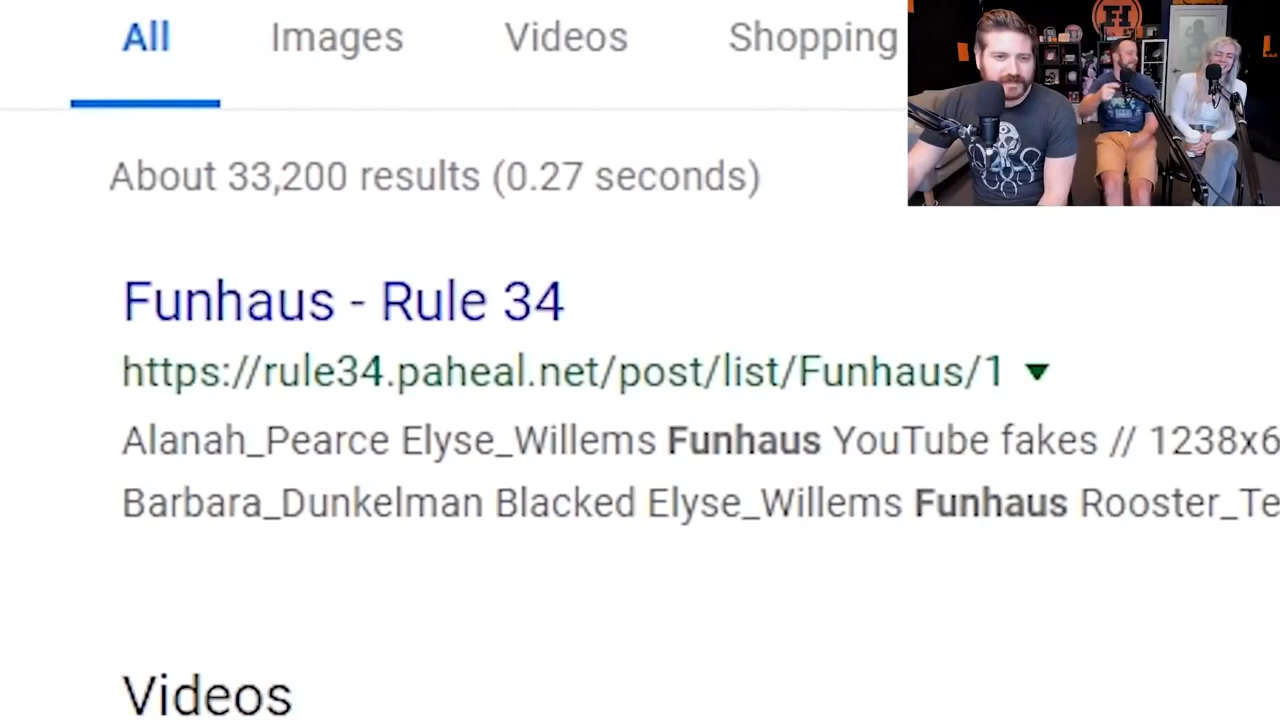 All Images Videos Shopping
About 33,200 results (0.27 seconds)
Funhaus - Rule 34
https://rule34.paheal.net/post/list/Funhaus/1
Alanah_Pearce Elyse_Willems Funhaus YouTube fakes // 1238x6
Barbara_Dunkelman Blacked Elyse_Willems Funhaus Rooster_Te
Videos